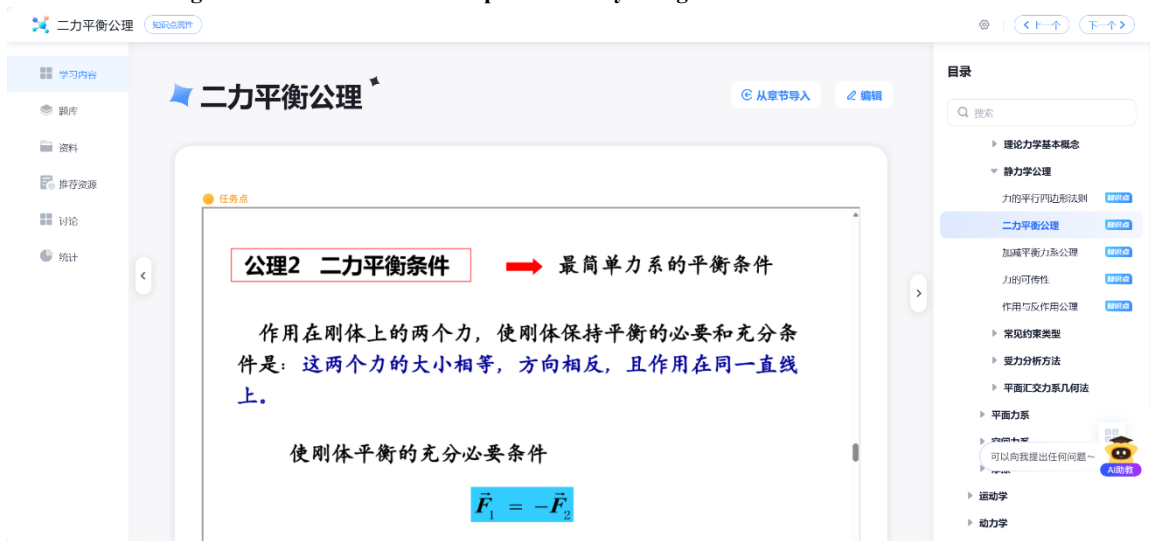 二力平衡公理 知识点属性
上一个
下一个
学习内容
题库
资料
推荐资源
讨论
统计
二力平衡公理
从章节导入
编辑
任务点
公理2 二力平衡条件
最简单力系的平衡条件
作用在刚体上的两个力，使刚体保持平衡的必要和充分条
件是：这两个力的大小相等，方向相反，且作用在同一直线
上。
使刚体平衡的充分必要条件
F⃗₁ = −F⃗₂
目录
搜索
理论力学基本概念
静力学公理
力的平行四边形法则 知识点
二力平衡公理 知识点
加减平衡力系公理 知识点
力的可传性 知识点
作用与反作用公理 知识点
常见约束类型
受力分析方法
平面汇交力系几何法
平面力系
可以向我提出任何问题~
AI助教
运动学
动力学